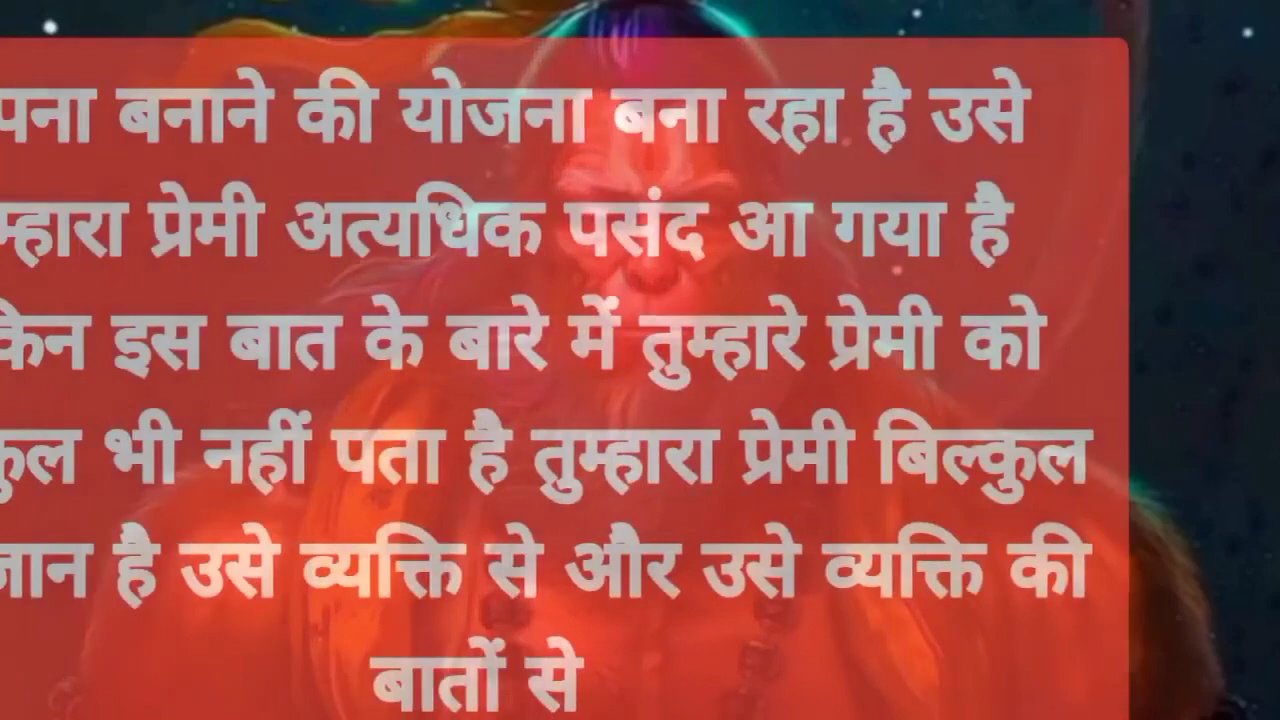 पना बनाने की योजना बना रहा है उसे
म्हारा प्रेमी अत्यधिक पसंद आ गया है
किन इस बात के बारे में तुम्हारे प्रेमी को
कुल भी नहीं पता है तुम्हारा प्रेमी बिल्कुल
जान है उसे व्यक्ति से और उसे व्यक्ति की
बातों से